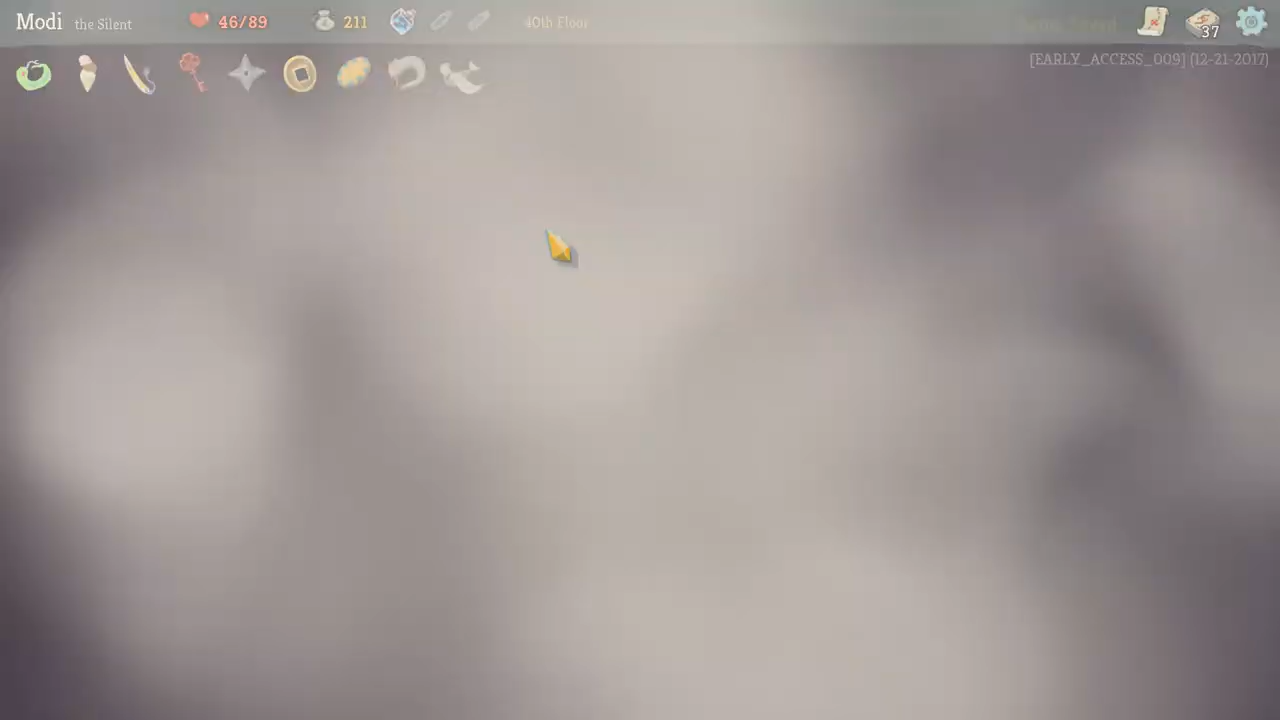 Modi the Silent 46/89 211 40th Floor
37
[EARLY_ACCESS_009] (12-21-2017)